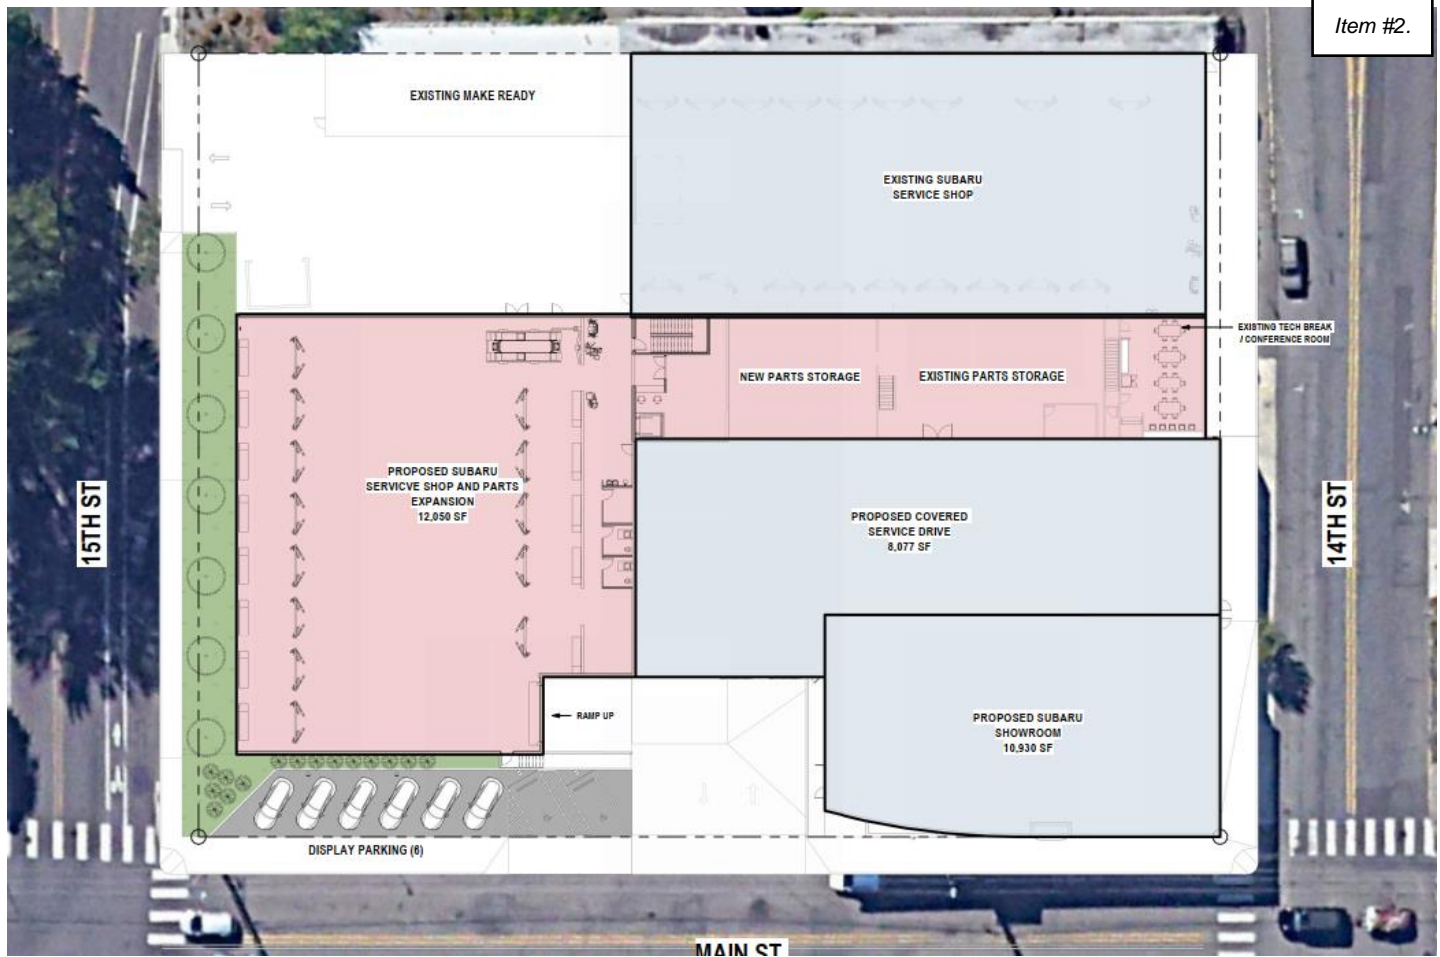 Item #2.
EXISTING MAKE READY
EXISTING SUBARU
SERVICE SHOP
EXISTING TECH BREAK
/ CONFERENCE ROOM
NEW PARTS STORAGE
EXISTING PARTS STORAGE
PROPOSED SUBARU
SERVICVE SHOP AND PARTS
EXPANSION
12,050 SF
PROPOSED COVERED
SERVICE DRIVE
8,077 SF
15TH ST
14TH ST
RAMP UP
PROPOSED SUBARU
SHOWROOM
10,930 SF
DISPLAY PARKING (6)
MAIN ST